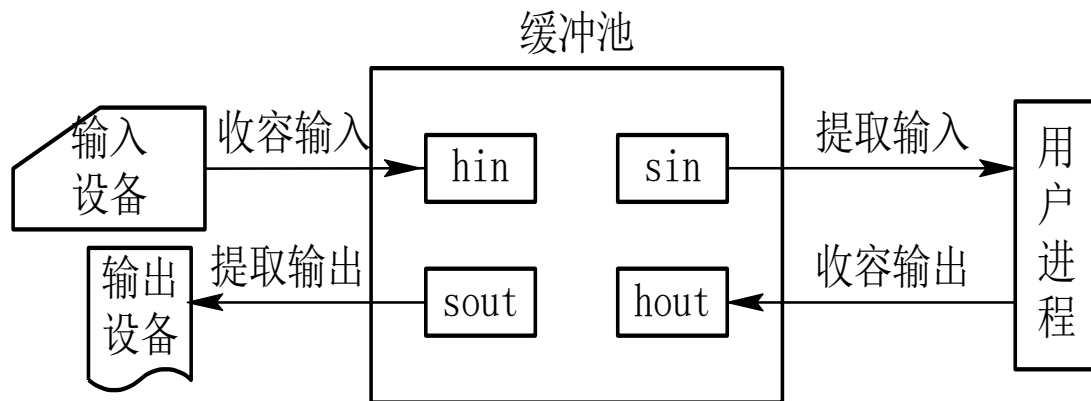 缓冲池
输入
设备
收容输入
hin
sin
提取输入
用
户
进
程
输出
设备
提取输出
sout
hout
收容输出